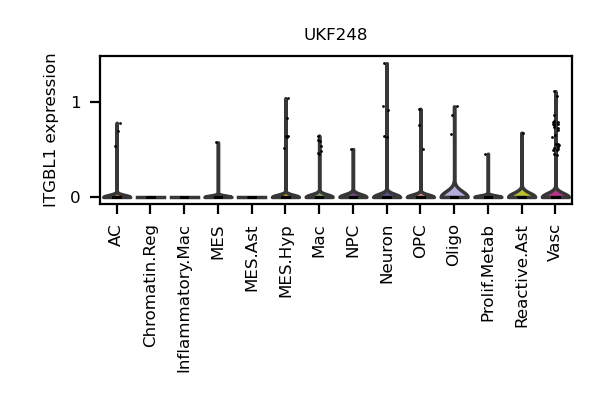 UKF248
ITGBL1 expression
1
0
AC
Chromatin.Reg
Inflammatory.Mac
MES
MES.Ast
MES.Hyp
Mac
NPC
Neuron
OPC
Oligo
Prolif.Metab
Reactive.Ast
Vasc